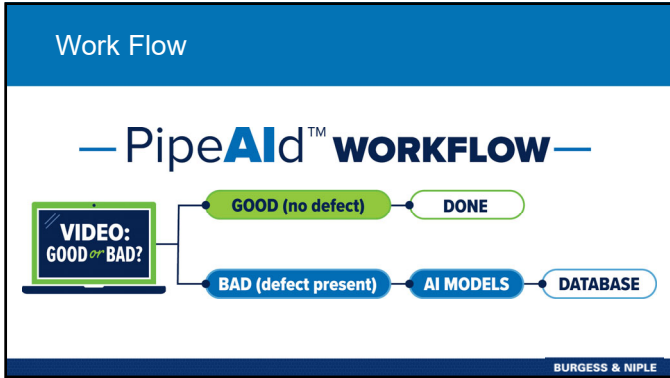 Work Flow
PipeAId™ WORKFLOW
VIDEO:
GOOD or BAD?
GOOD (no defect)
DONE
BAD (defect present)
AI MODELS
DATABASE
BURGESS & NIPLE